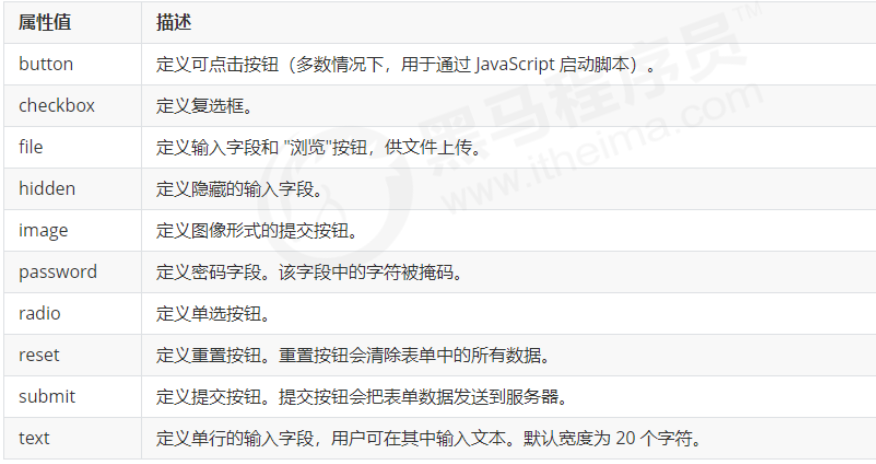 属性值 描述
button 定义可点击按钮（多数情况下，用于通过 JavaScript 启动脚本）。
checkbox 定义复选框。
file 定义输入字段和 "浏览"按钮，供文件上传。
hidden 定义隐藏的输入字段。
image 定义图像形式的提交按钮。
password 定义密码字段。该字段中的字符被掩码。
radio 定义单选按钮。
reset 定义重置按钮。重置按钮会清除表单中的所有数据。
submit 定义提交按钮。提交按钮会把表单数据发送到服务器。
text 定义单行的输入字段，用户可在其中输入文本。默认宽度为 20 个字符。
黑马程序员™
www.itheima.com